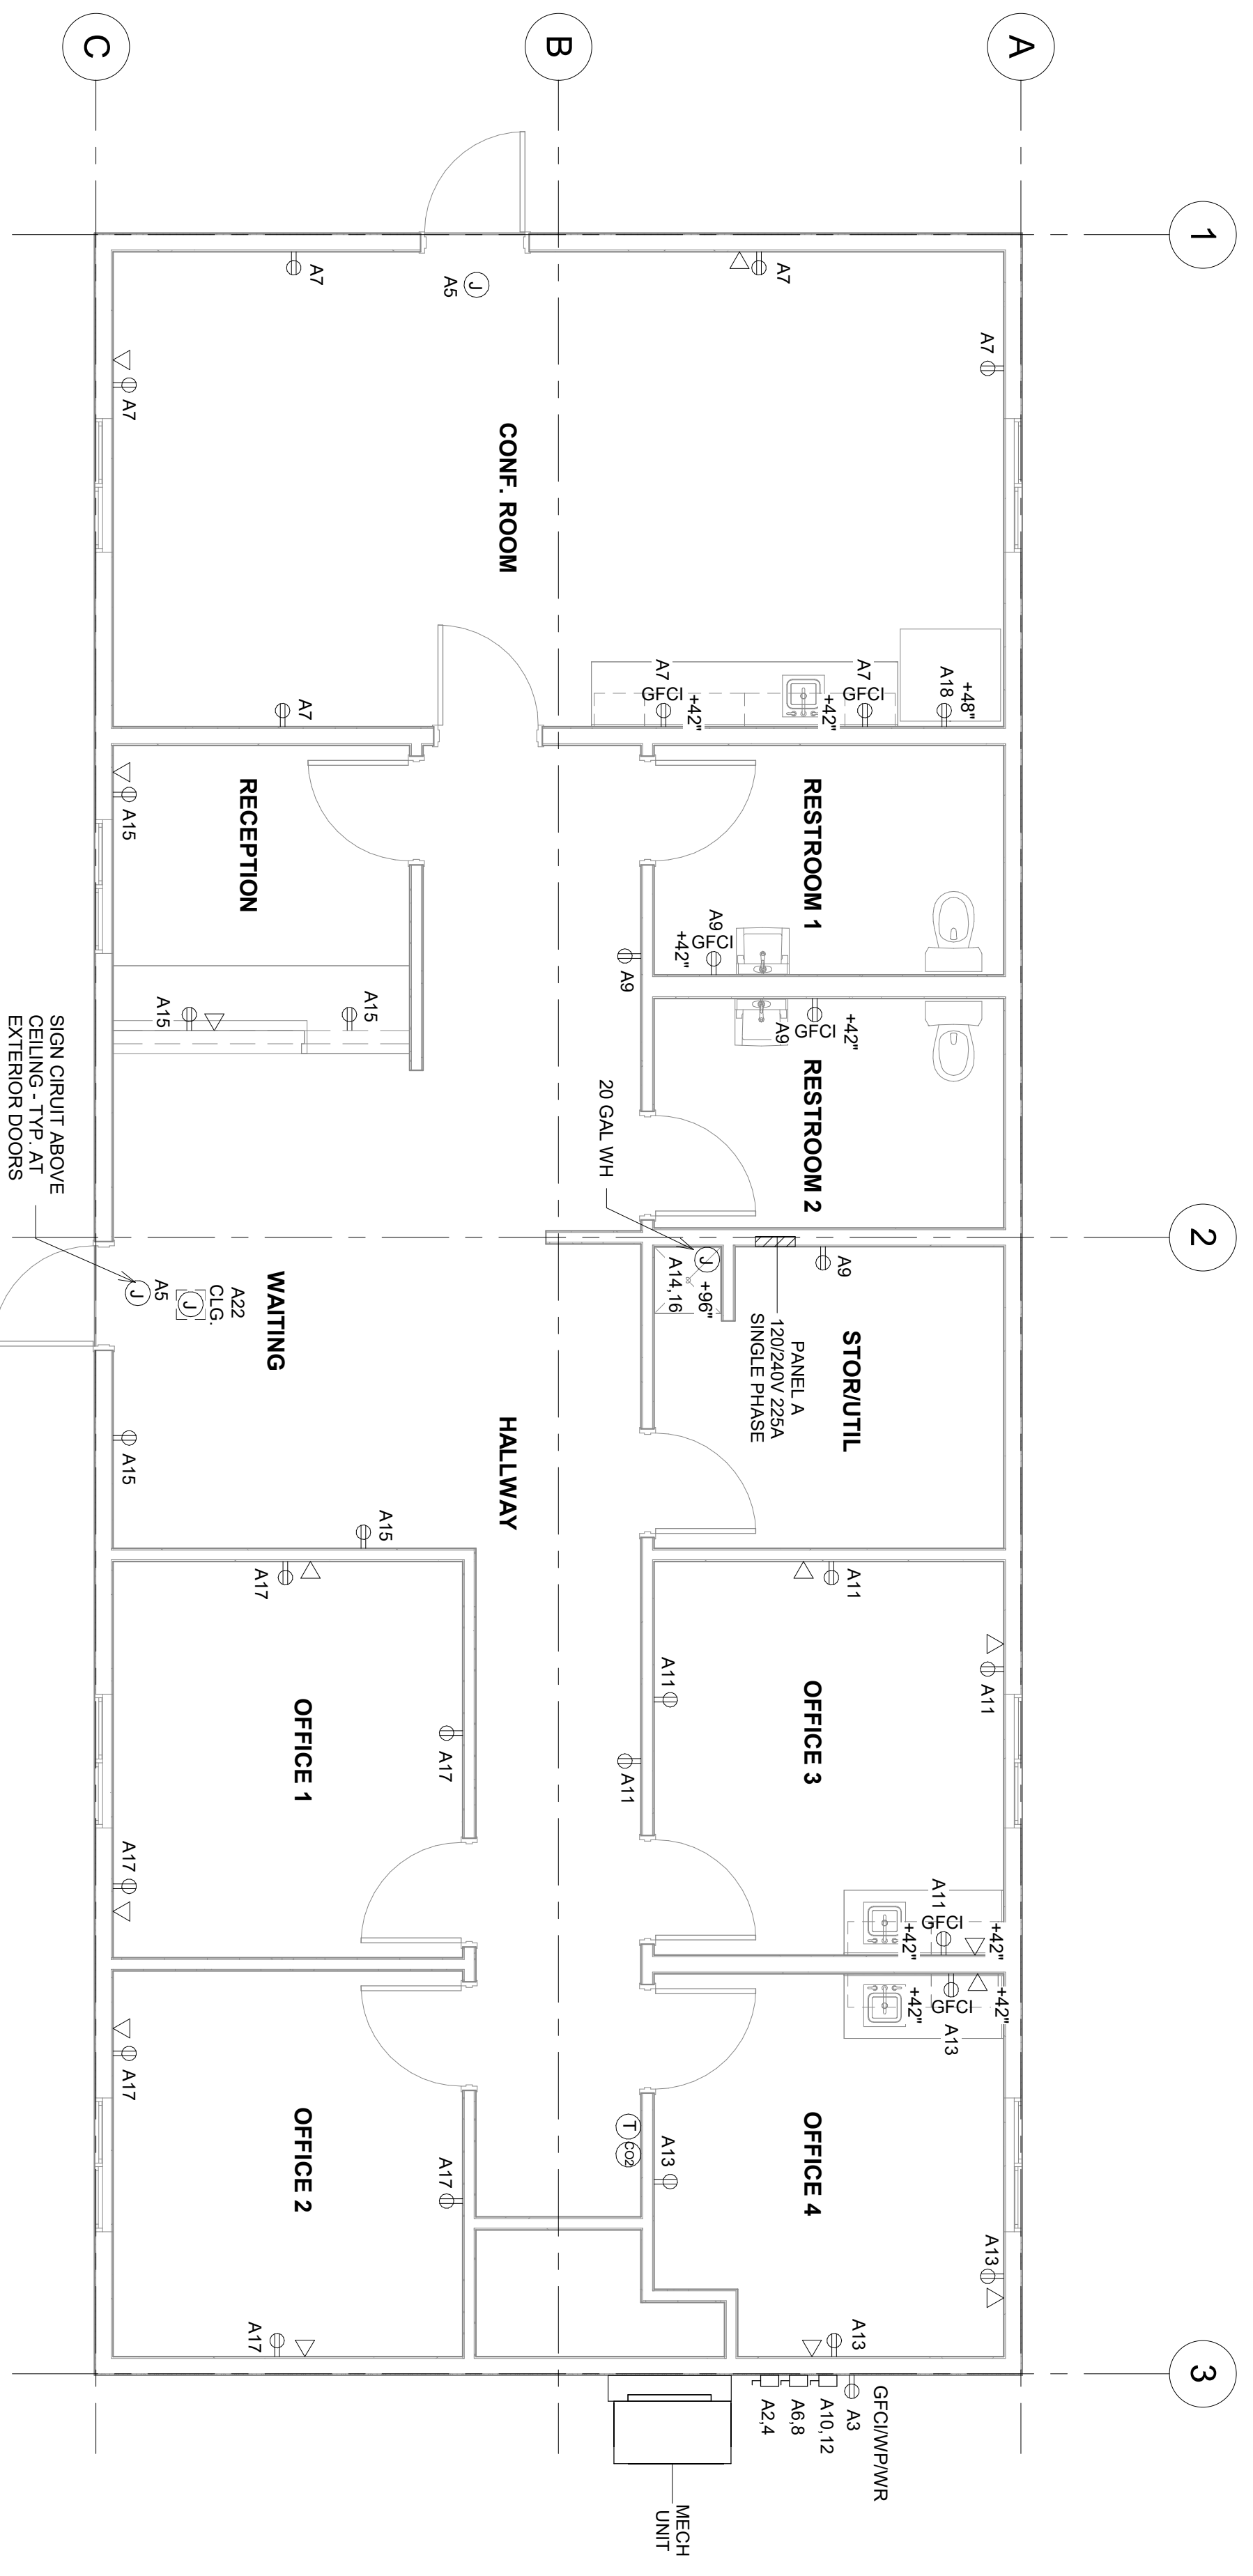 1
2
3
A
B
C
A7
A7
A7
A7
A7
A5
CONF. ROOM
A7
GFCI
+42"
+42"
A7
GFCI
A18
+48"
RESTROOM 1
A9
GFCI
+42"
RESTROOM 2
+42"
GFCI
A9
A9
RECEPTION
A15
A15
A15
20 GAL WH
J
+96"
A14,16
A9
STOR/UTIL
PANEL A
120/240V 225A
SINGLE PHASE
WAITING
A22
CLG.
J
A5
J
J
SIGN CIRUIT ABOVE
CEILING - TYP. AT
EXTERIOR DOORS
A15
A15
HALLWAY
OFFICE 3
A11
A11
A11
A11
A11
GFCI
+42"
+42"
OFFICE 1
A17
A17
A17
OFFICE 4
+42"
GFCI
+42"
A13
A13
A13
A13
T
CO2
OFFICE 2
A17
A17
A17
GFCI/WP/WR
A3
A10,12
A6,8
A2,4
MECH
UNIT